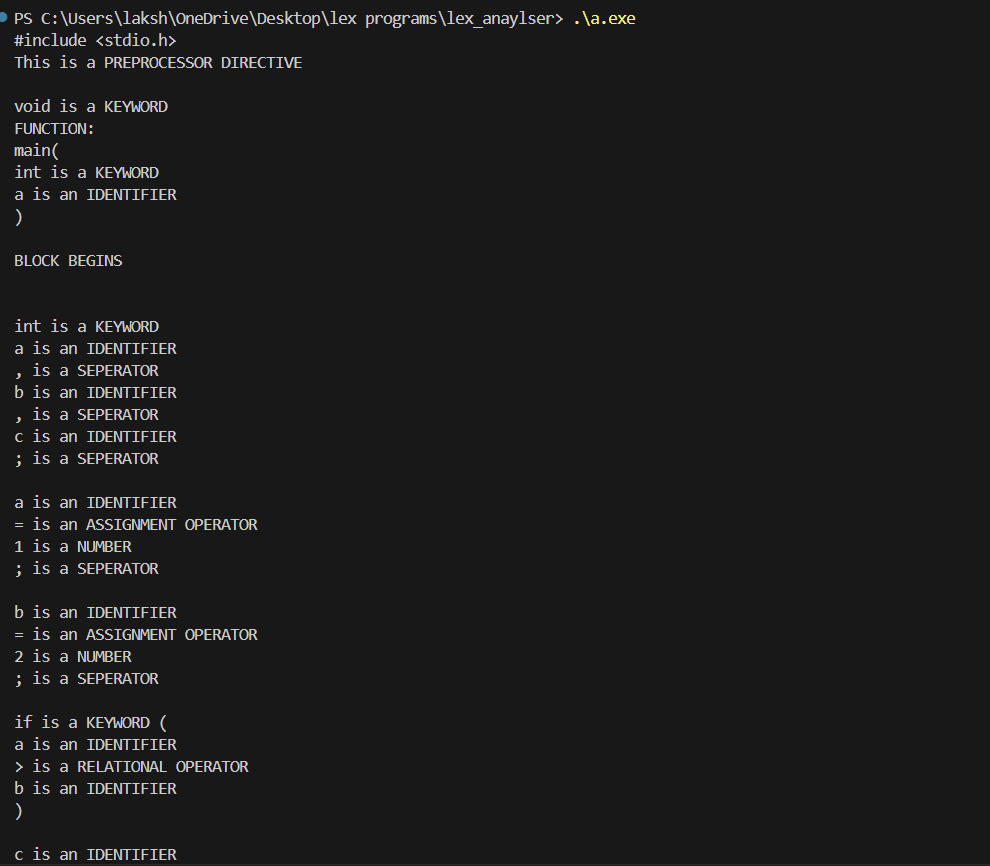 PS C:\Users\laksh\OneDrive\Desktop\lex programs\lex_anaylser> .\a.exe
#include <stdio.h>
This is a PREPROCESSOR DIRECTIVE
void is a KEYWORD
FUNCTION:
main(
int is a KEYWORD
a is an IDENTIFIER
)
BLOCK BEGINS
int is a KEYWORD
a is an IDENTIFIER
, is a SEPERATOR
b is an IDENTIFIER
, is a SEPERATOR
c is an IDENTIFIER
; is a SEPERATOR
a is an IDENTIFIER
= is an ASSIGNMENT OPERATOR
1 is a NUMBER
; is a SEPERATOR
b is an IDENTIFIER
= is an ASSIGNMENT OPERATOR
2 is a NUMBER
; is a SEPERATOR
if is a KEYWORD (
a is an IDENTIFIER
> is a RELATIONAL OPERATOR
b is an IDENTIFIER
)
c is an IDENTIFIER